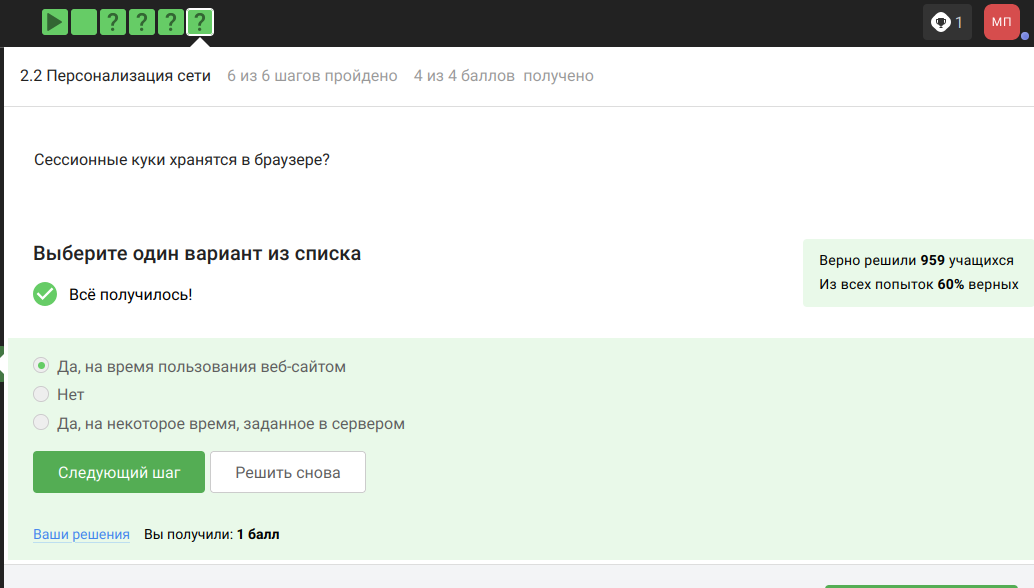 ? ? ? ?
1
МП
2.2 Персонализация сети 6 из 6 шагов пройдено 4 из 4 баллов получено
Сессионные куки хранятся в браузере?
Выберите один вариант из списка
Всё получилось!
Верно решили 959 учащихся
Из всех попыток 60% верных
Да, на время пользования веб-сайтом
Нет
Да, на некоторое время, заданное в сервером
Следующий шаг Решить снова
Ваши решения Вы получили: 1 балл